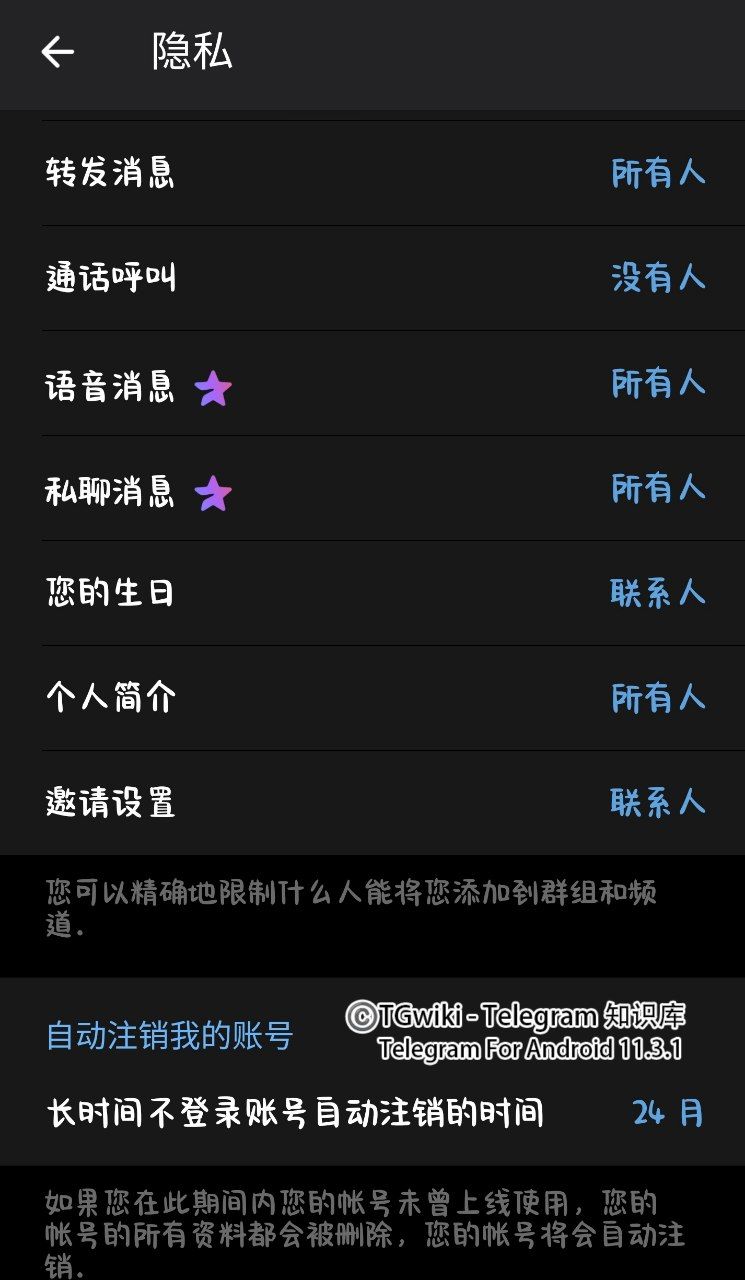 隐私
转发消息 所有人
通话呼叫 没有人
语音消息 所有人
私聊消息 所有人
您的生日 联系人
个人简介 所有人
邀请设置 联系人
您可以精确地限制什么人能将您添加到群组和频
道.
©TGwiki - Telegram 知识库
自动注销我的账号
Telegram For Android 11.3.1
长时间不登录账号自动注销的时间 24 月
如果您在此期间内您的帐号未曾上线使用，您的
帐号的所有资料都会被删除，您的帐号将会自动注
销.